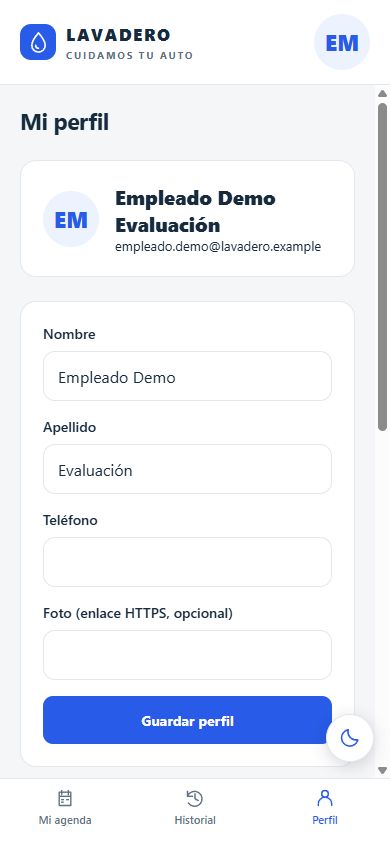 LAVADERO
CUIDAMOS TU AUTO
EM
Mi perfil
EM
Empleado Demo
Evaluación
empleado.demo@lavadero.example
Nombre
Empleado Demo
Apellido
Evaluación
Teléfono
Foto (enlace HTTPS, opcional)
Guardar perfil
Mi agenda
Historial
Perfil